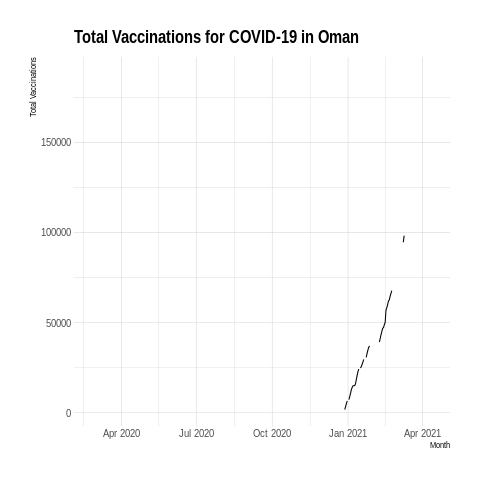 Total Vaccinations for COVID-19 in Oman
Total Vaccinations
150000
100000
50000
0
Apr 2020 Jul 2020 Oct 2020 Jan 2021 Apr 2021
Month